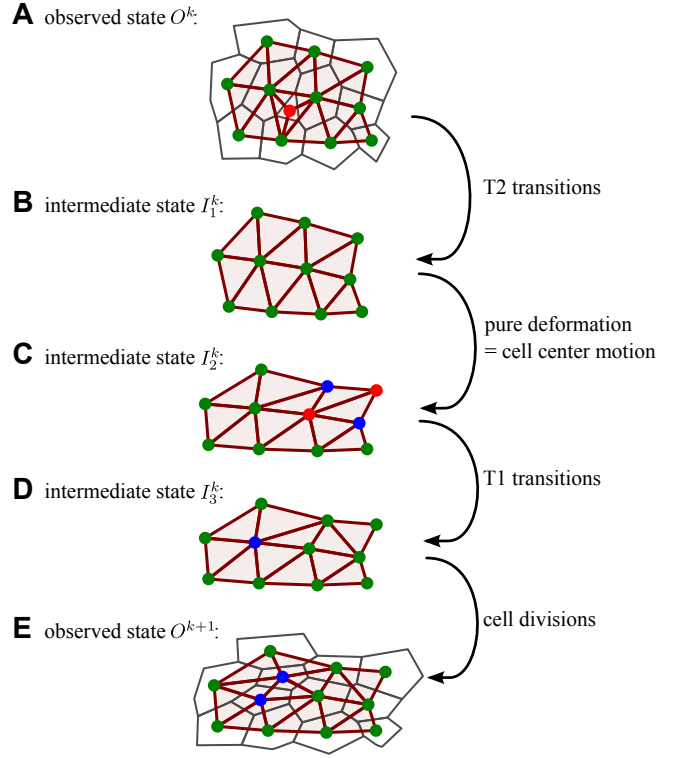 A observed state O^k:
T2 transitions
B intermediate state I_1^k:
pure deformation
= cell center motion
C intermediate state I_2^k:
T1 transitions
D intermediate state I_3^k:
cell divisions
E observed state O^{k+1}: